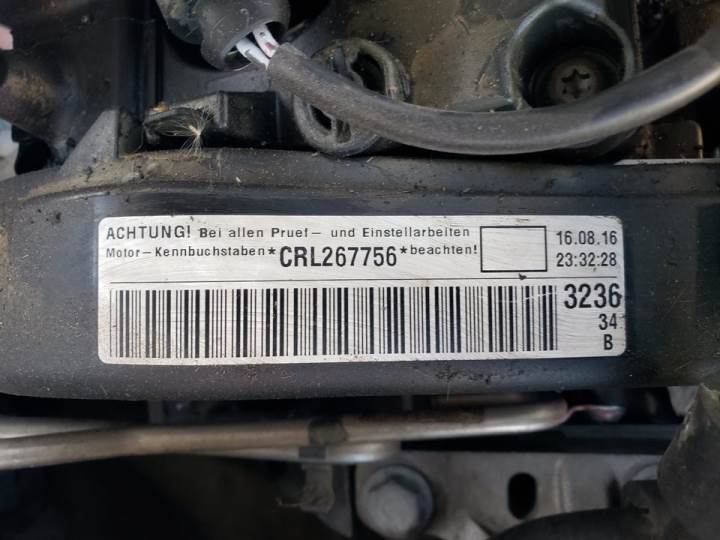 ACHTUNG! Bei allen Pruef- und Einstellarbeiten
Motor-Kennbuchstaben *CRL267756* beachten!
16.08.16
23:32:28
3236
34
B